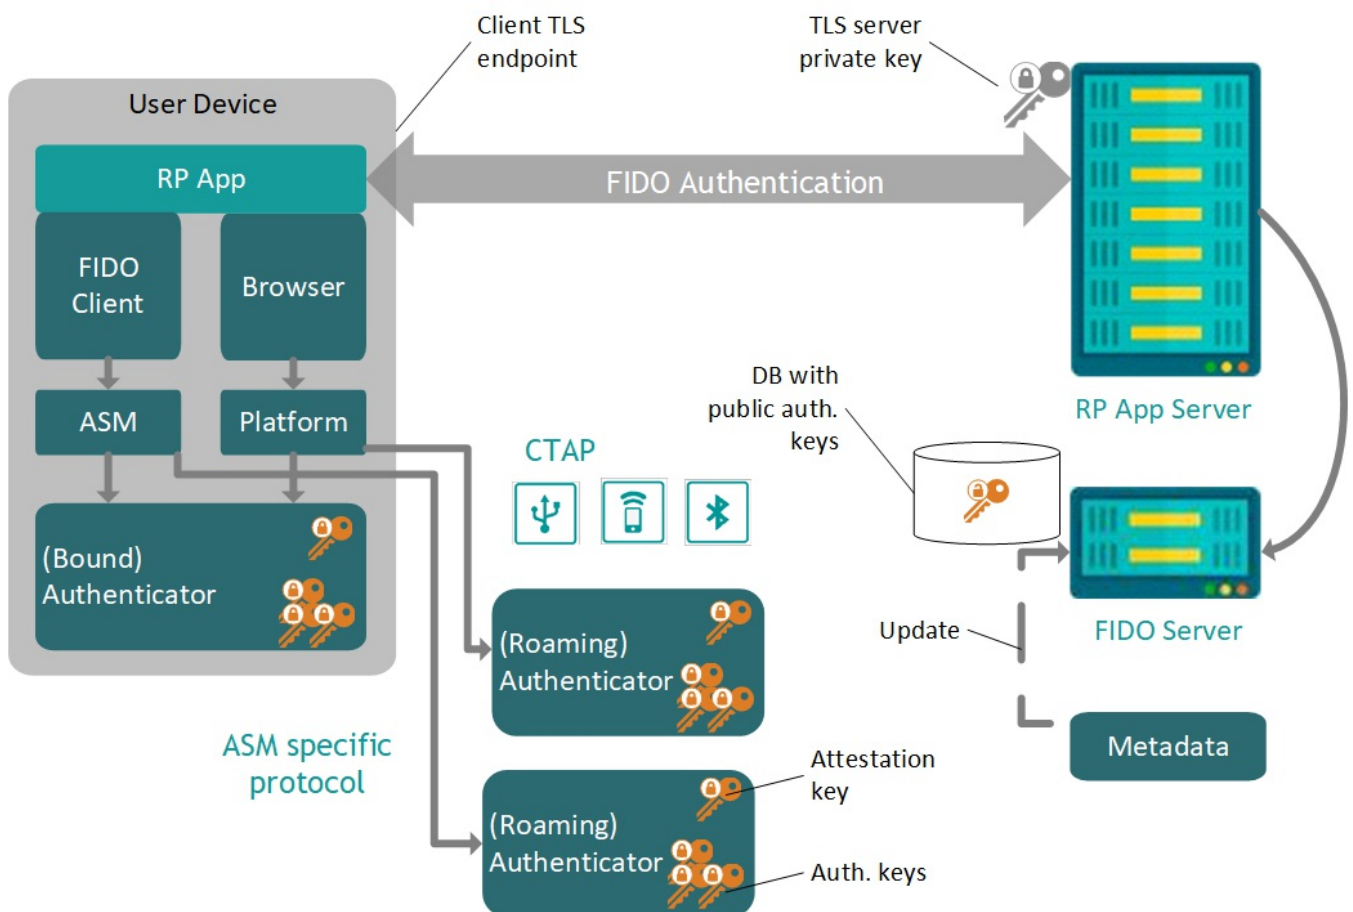 Client TLS
endpoint
TLS server
private key
User Device
RP App
FIDO Authentication
FIDO
Client
Browser
ASM
Platform
DB with
public auth.
keys
RP App Server
CTAP
(Bound)
Authenticator
(Roaming)
Authenticator
Update
FIDO Server
ASM specific
protocol
Metadata
Attestation
key
(Roaming)
Authenticator
Auth. keys